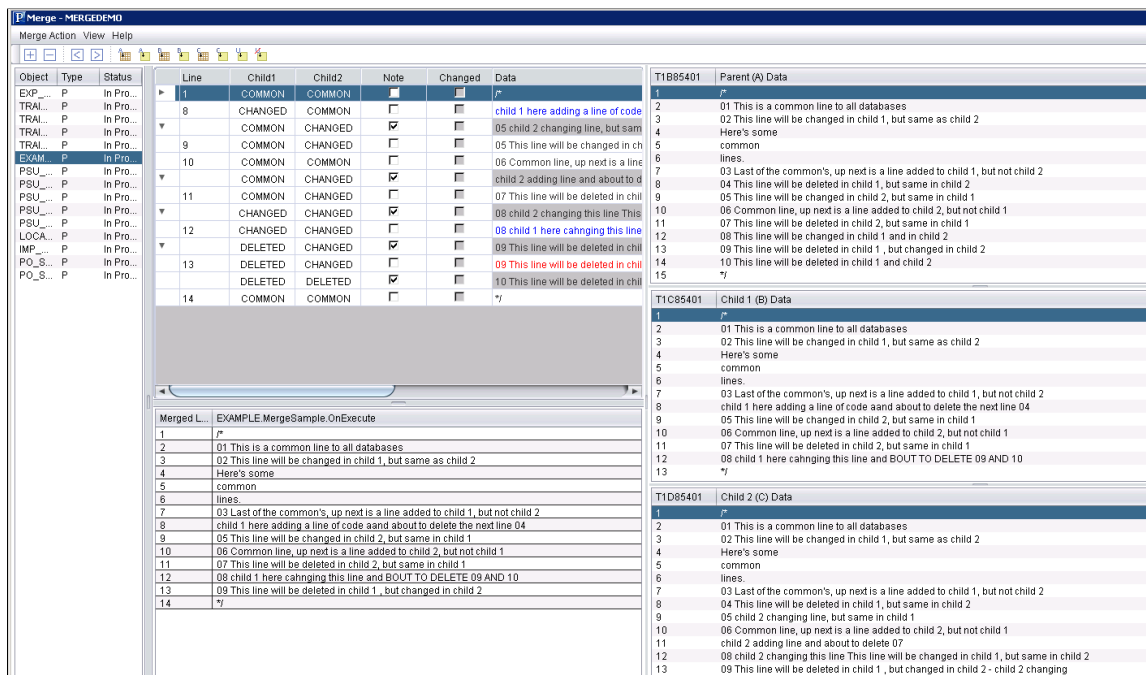 Merge - MERGEDEMO
Merge Action View Help
Object Type Status
EXP_... P In Pro...
TRAI... P In Pro...
TRAI... P In Pro...
TRAI... P In Pro...
TRAI... P In Pro...
EXAM... P In Pro...
PSU_... P In Pro...
PSU_... P In Pro...
PSU_... P In Pro...
PSU_... P In Pro...
PSU_... P In Pro...
LOCA... P In Pro...
IMP_... P In Pro...
PO_S... P In Pro...
PO_S... P In Pro...
Line Child1 Child2 Note Changed Data
1 COMMON COMMON /*
8 CHANGED COMMON child 1 here adding a line of code
COMMON CHANGED 05 child 2 changing line, but sam
9 COMMON CHANGED 05 This line will be changed in ch
10 COMMON COMMON 06 Common line, up next is a line
COMMON CHANGED child 2 adding line and about to d
11 COMMON CHANGED 07 This line will be deleted in chil
CHANGED CHANGED 08 child 2 changing this line This
12 CHANGED CHANGED 08 child 1 here cahnging this line
DELETED CHANGED 09 This line will be deleted in chil
13 DELETED CHANGED 09 This line will be deleted in chil
DELETED DELETED 10 This line will be deleted in chil
14 COMMON COMMON */
Merged L... EXAMPLE.MergeSample.OnExecute
1 /*
2 01 This is a common line to all databases
3 02 This line will be changed in child 1, but same as child 2
4 Here's some
5 common
6 lines.
7 03 Last of the common's, up next is a line added to child 1, but not child 2
8 child 1 here adding a line of code aand about to delete the next line 04
9 05 This line will be changed in child 2, but same in child 1
10 06 Common line, up next is a line added to child 2, but not child 1
11 07 This line will be deleted in child 2, but same in child 1
12 08 child 1 here cahnging this line and BOUT TO DELETE 09 AND 10
13 09 This line will be deleted in child 1 , but changed in child 2
14 */
T1B85401 Parent (A) Data
1 /*
2 01 This is a common line to all databases
3 02 This line will be changed in child 1, but same as child 2
4 Here's some
5 common
6 lines.
7 03 Last of the common's, up next is a line added to child 1, but not child 2
8 04 This line will be deleted in child 1, but same in child 2
9 05 This line will be changed in child 2, but same in child 1
10 06 Common line, up next is a line added to child 2, but not child 1
11 07 This line will be deleted in child 2, but same in child 1
12 08 This will be changed in child 1 and in child 2
13 09 This line will be deleted in child 1 , but changed in child 2
14 10 This line will be deleted in child 1 and child 2
15 */
T1C85401 Child 1 (B) Data
1 /*
2 01 This is a common line to all databases
3 02 This line will be changed in child 1, but same as child 2
4 Here's some
5 common
6 lines.
7 03 Last of the common's, up next is a line added to child 1, but not child 2
8 child 1 here adding a line of code aand about to delete the next line 04
9 05 This line will be changed in child 2, but same in child 1
10 06 Common line, up next is a line added to child 2, but not child 1
11 07 This line will be deleted in child 2, but same in child 1
12 08 child 1 here cahnging this line and BOUT TO DELETE 09 AND 10
13 */
T1D85401 Child 2 (C) Data
1 /*
2 01 This is a common line to all databases
3 02 This line will be changed in child 1, but same as child 2
4 Here's some
5 common
6 lines.
7 03 Last of the common's, up next is a line added to child 1, but not child 2
8 04 This line will be deleted in child 1, but same in child 2
9 05 child 2 changing line, but same in child 1
10 06 Common line, up next is a line added to child 2, but not child 1
11 child 2 adding line and about to delete 07
12 08 child 2 changing this line This line will be changed in child 1, but same in child 2
13 09 This line will be deleted in child 1 , but changed in child 2 - child 2 changing